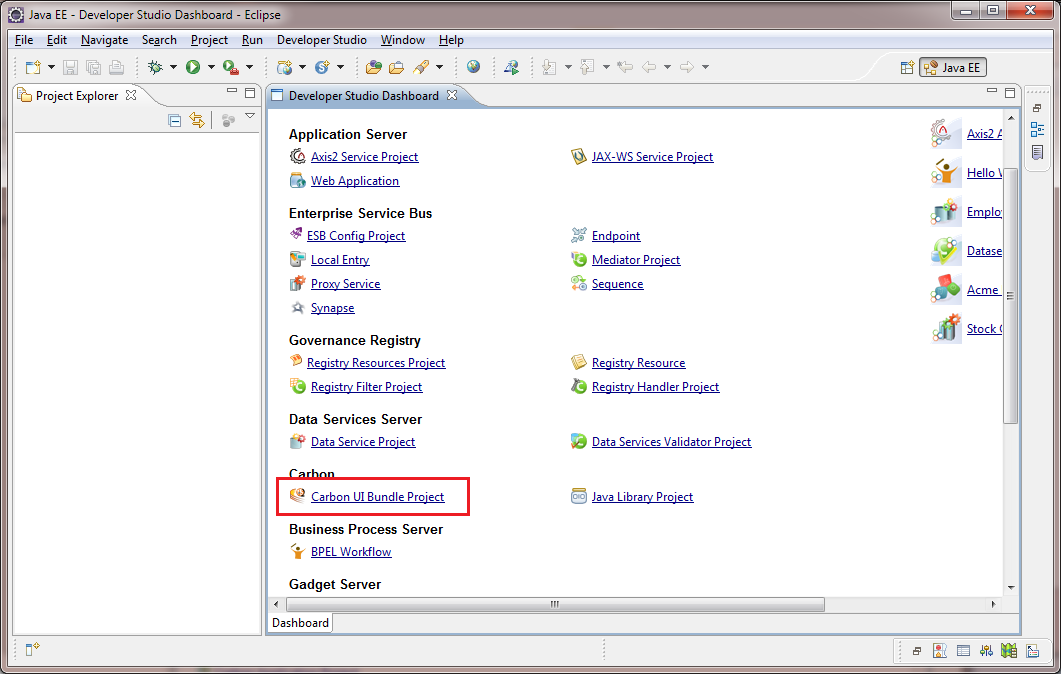 Java EE - Developer Studio Dashboard - Eclipse
File Edit Navigate Search Project Run Developer Studio Window Help
Java EE
Project Explorer
Developer Studio Dashboard
Application Server
Axis2 Service Project JAX-WS Service Project
Web Application
Enterprise Service Bus
ESB Config Project Endpoint
Local Entry Mediator Project
Proxy Service Sequence
Synapse
Governance Registry
Registry Resources Project Registry Resource
Registry Filter Project Registry Handler Project
Data Services Server
Data Service Project Data Services Validator Project
Carbon
Carbon UI Bundle Project Java Library Project
Business Process Server
BPEL Workflow
Gadget Server
Axis2 A
Hello
Emplo
Datase
Acme
Stock
Dashboard